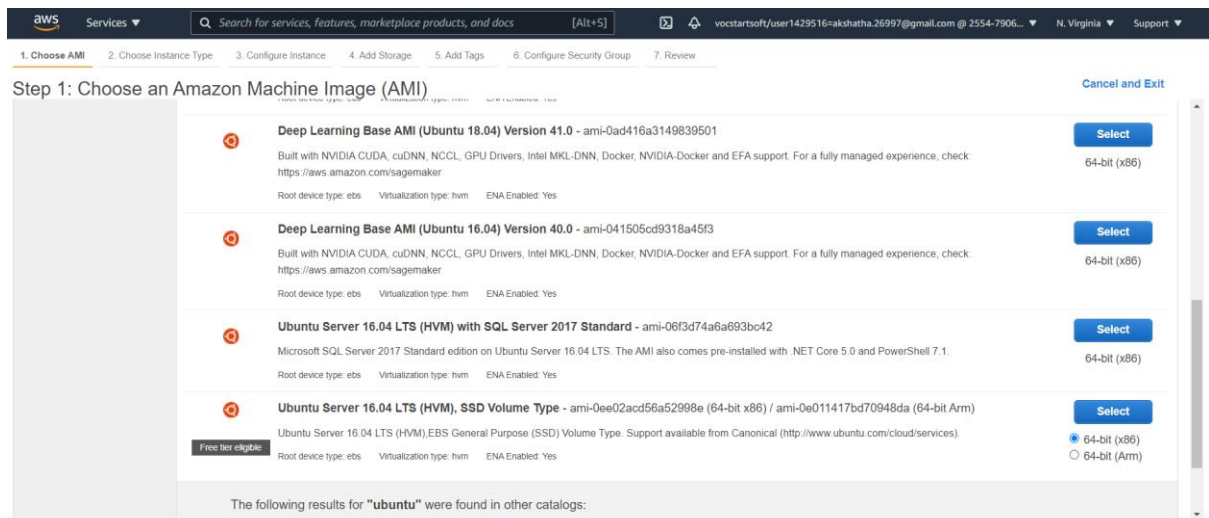 aws Services ▼ Search for services, features, marketplace products, and docs [Alt+S] vocstartsoft/user1429516=akshatha.26997@gmail.com @ 2554-7906... ▼ N. Virginia ▼ Support ▼
1. Choose AMI 2. Choose Instance Type 3. Configure Instance 4. Add Storage 5. Add Tags 6. Configure Security Group 7. Review
Step 1: Choose an Amazon Machine Image (AMI) Cancel and Exit
Root device type: ebs Virtualization type: hvm ENA Enabled: Yes
Deep Learning Base AMI (Ubuntu 18.04) Version 41.0 - ami-0ad416a3149839501 Select
Built with NVIDIA CUDA, cuDNN, NCCL, GPU Drivers, Intel MKL-DNN, Docker, NVIDIA-Docker and EFA support. For a fully managed experience, check: 64-bit (x86)
https://aws.amazon.com/sagemaker
Root device type: ebs Virtualization type: hvm ENA Enabled: Yes
Deep Learning Base AMI (Ubuntu 16.04) Version 40.0 - ami-041505cd9318a45f3 Select
Built with NVIDIA CUDA, cuDNN, NCCL, GPU Drivers, Intel MKL-DNN, Docker, NVIDIA-Docker and EFA support. For a fully managed experience, check: 64-bit (x86)
https://aws.amazon.com/sagemaker
Root device type: ebs Virtualization type: hvm ENA Enabled: Yes
Ubuntu Server 16.04 LTS (HVM) with SQL Server 2017 Standard - ami-06f3d74a6a693bc42 Select
Microsoft SQL Server 2017 Standard edition on Ubuntu Server 16.04 LTS. The AMI also comes pre-installed with .NET Core 5.0 and PowerShell 7.1. 64-bit (x86)
Root device type: ebs Virtualization type: hvm ENA Enabled: Yes
Ubuntu Server 16.04 LTS (HVM), SSD Volume Type - ami-0ee02acd56a52998e (64-bit x86) / ami-0e011417bd70948da (64-bit Arm) Select
Ubuntu Server 16.04 LTS (HVM),EBS General Purpose (SSD) Volume Type. Support available from Canonical (http://www.ubuntu.com/cloud/services). 64-bit (x86)
Free tier eligible Root device type: ebs Virtualization type: hvm ENA Enabled: Yes 64-bit (Arm)
The following results for "ubuntu" were found in other catalogs: